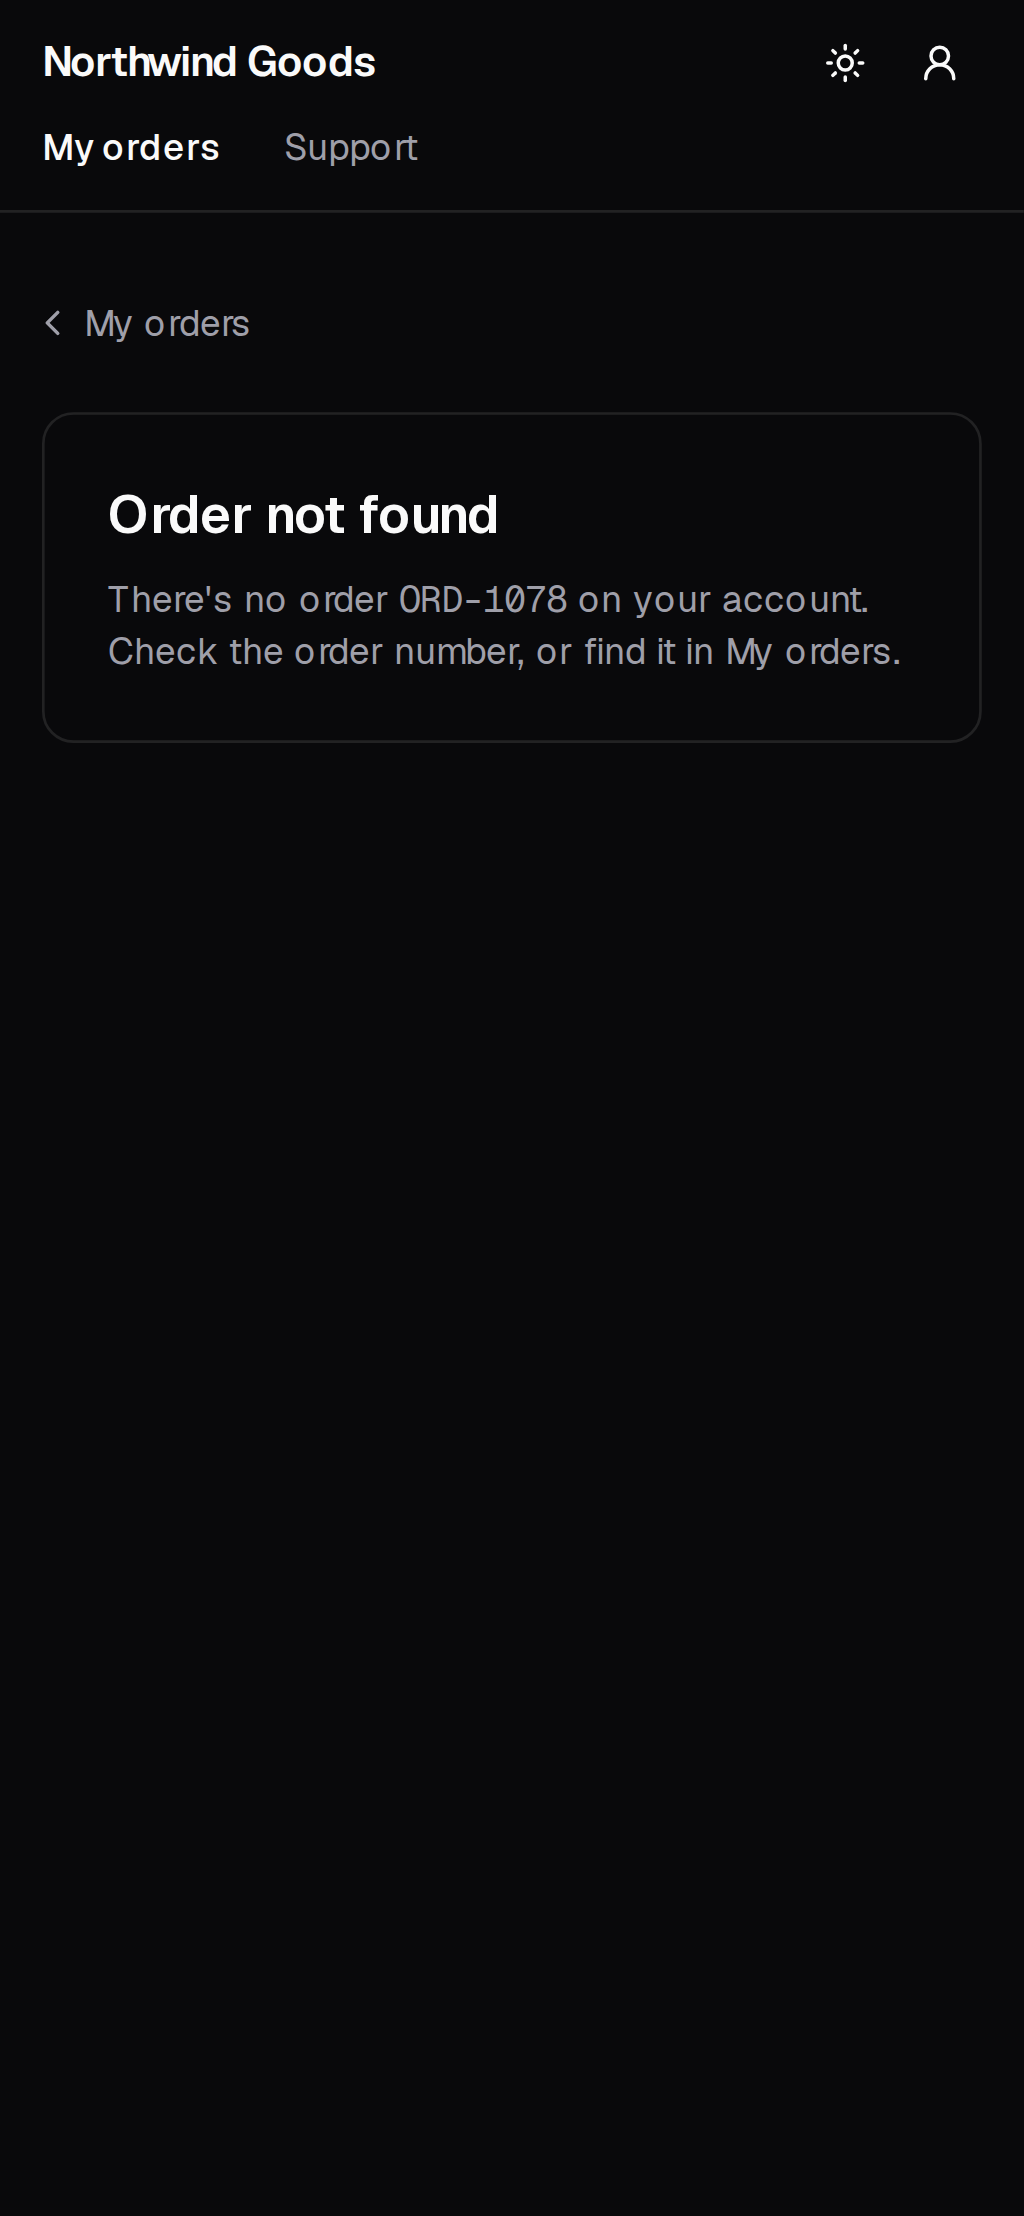 Northwind Goods
My orders Support
My orders
Order not found
There's no order ORD-1078 on your account.
Check the order number, or find it in My orders.